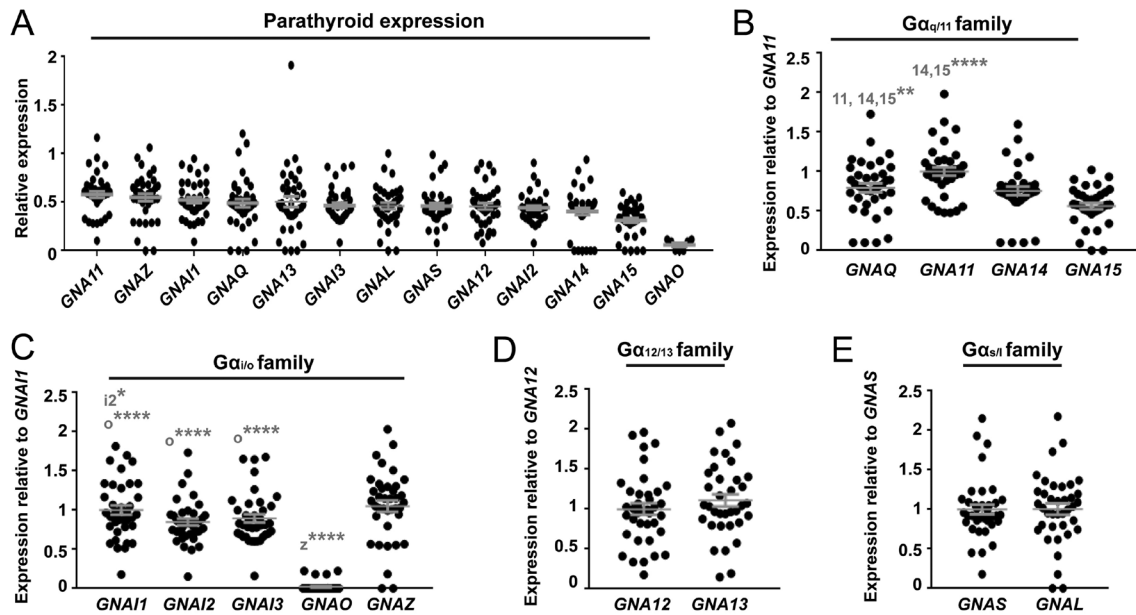 A
Parathyroid expression
Relative expression
2
1.5
1
0.5
0
GNA11
GNAZ
GNAI1
GNAQ
GNA13
GNAI3
GNAL
GNAS
GNA12
GNAI2
GNA14
GNA15
GNAO
B
Gαq/11 family
Expression relative to GNA11
2.5
2
1.5
1
0.5
0
11, 14,15**
14,15****
GNAQ
GNA11
GNA14
GNA15
C
Gαi/o family
Expression relative to GNAI1
2.5
2
1.5
1
0.5
0
i2*
o****
o****
o****
z****
GNAI1
GNAI2
GNAI3
GNAO
GNAZ
D
Gα12/13 family
Expression relative to GNA12
2.5
2
1.5
1
0.5
0
GNA12
GNA13
E
Gαs/l family
Expression relative to GNAS
2.5
2
1.5
1
0.5
0
GNAS
GNAL